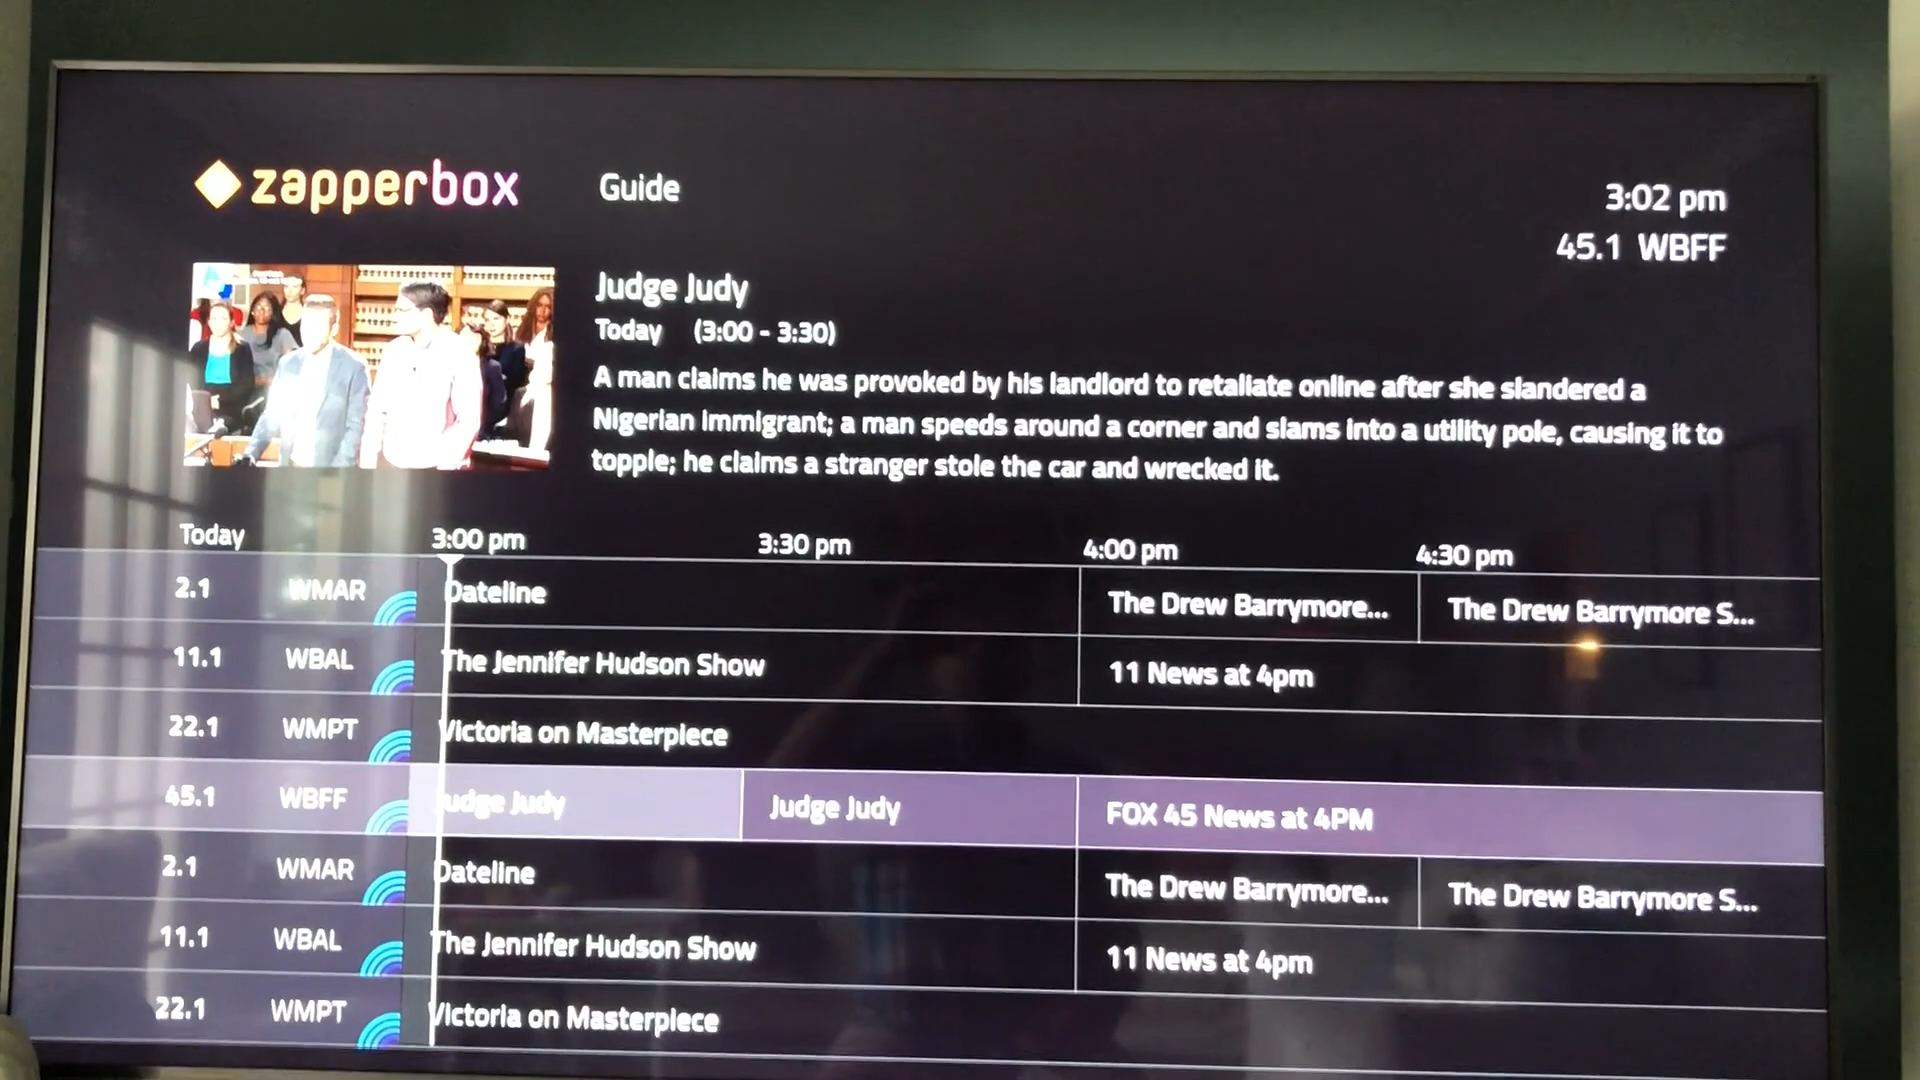 zapperbox
Guide
3:02 pm
45.1 WBFF
Judge Judy
Today (3:00 - 3:30)
A man claims he was provoked by his landlord to retaliate online after she slandered a
Nigerian immigrant; a man speeds around a corner and slams into a utility pole, causing it to
topple; he claims a stranger stole the car and wrecked it.
Today 3:00 pm 3:30 pm 4:00 pm 4:30 pm
2.1 WMAR Dateline The Drew Barrymore... The Drew Barrymore S...
11.1 WBAL The Jennifer Hudson Show 11 News at 4pm
22.1 WMPT Victoria on Masterpiece
45.1 WBFF Judge Judy Judge Judy FOX 45 News at 4PM
2.1 WMAR Dateline The Drew Barrymore... The Drew Barrymore S...
11.1 WBAL The Jennifer Hudson Show 11 News at 4pm
22.1 WMPT Victoria on Masterpiece